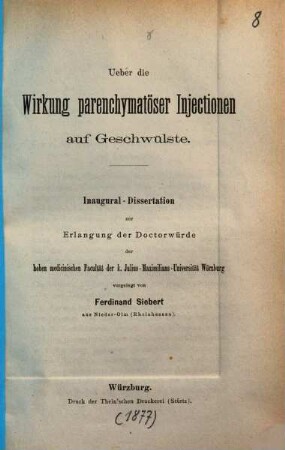 8
Ueber die
Wirkung parenchymatöser Injectionen
auf Geschwülste.
Inaugural-Dissertation
zur
Erlangung der Doctorwürde
der
hohen medicinischen Facultät der k. Julius-Maximilians-Universität Würzburg
vorgelegt von
Ferdinand Siebert
aus Nieder-Olm (Rheinhessen).
Würzburg.
Druck der Thein'schen Druckerei (Stürtz).
(1877)